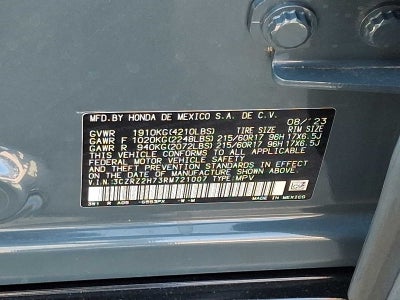 MFD.BY HONDA DE MEXICO S.A. DE C.V.
08/'23
GVWR 1910KG(4210LBS) TIRE SIZE RIM SIZE
GAWR F 1020KG(2248LBS) 215/60R17 96H 17X6.5J
GAWR R 940KG(2072LBS) 215/60R17 96H 17X6.5J
THIS VEHICLE CONFORMS TO ALL APPLICABLE
FEDERAL MOTOR VEHICLE SAFETY STANDARDS IN
EFFECT ON THE DATE OF MANUFACTURE SHOWN ABOVE.
V.I.N.:3CZRZ2H73RM721007 TYPE:MPV
3W1 R A05 -G553PX -M-M
MADE IN MEXICO